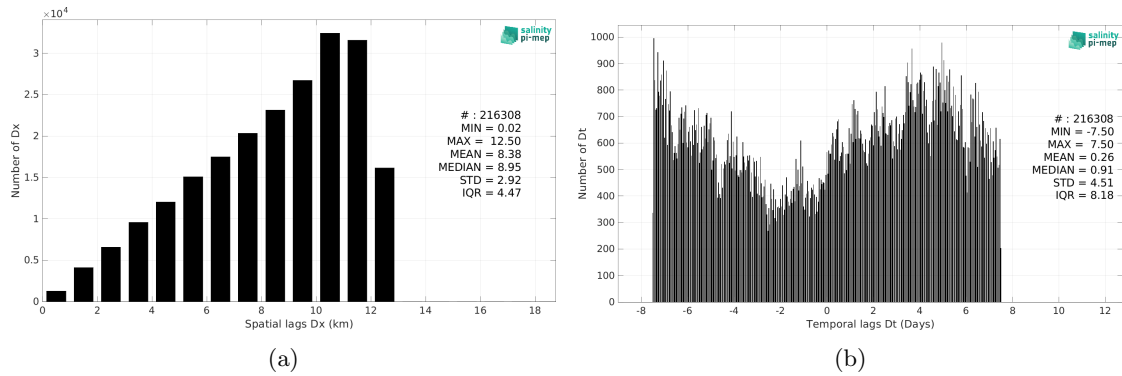 ×10⁴
3
2.5
2
1.5
1
0.5
0
Number of Dx
0 2 4 6 8 10 12 14 16 18
Spatial lags Dx (km)
salinity
pi-mep
# : 216308
MIN = 0.02
MAX = 12.50
MEAN = 8.38
MEDIAN = 8.95
STD = 2.92
IQR = 4.47
(a)
1000
900
800
700
600
500
400
300
200
100
0
Number of Dt
-8 -6 -4 -2 0 2 4 6 8 10 12
Temporal lags Dt (Days)
salinity
pi-mep
# : 216308
MIN = -7.50
MAX = 7.50
MEAN = 0.26
MEDIAN = 0.91
STD = 4.51
IQR = 8.18
(b)